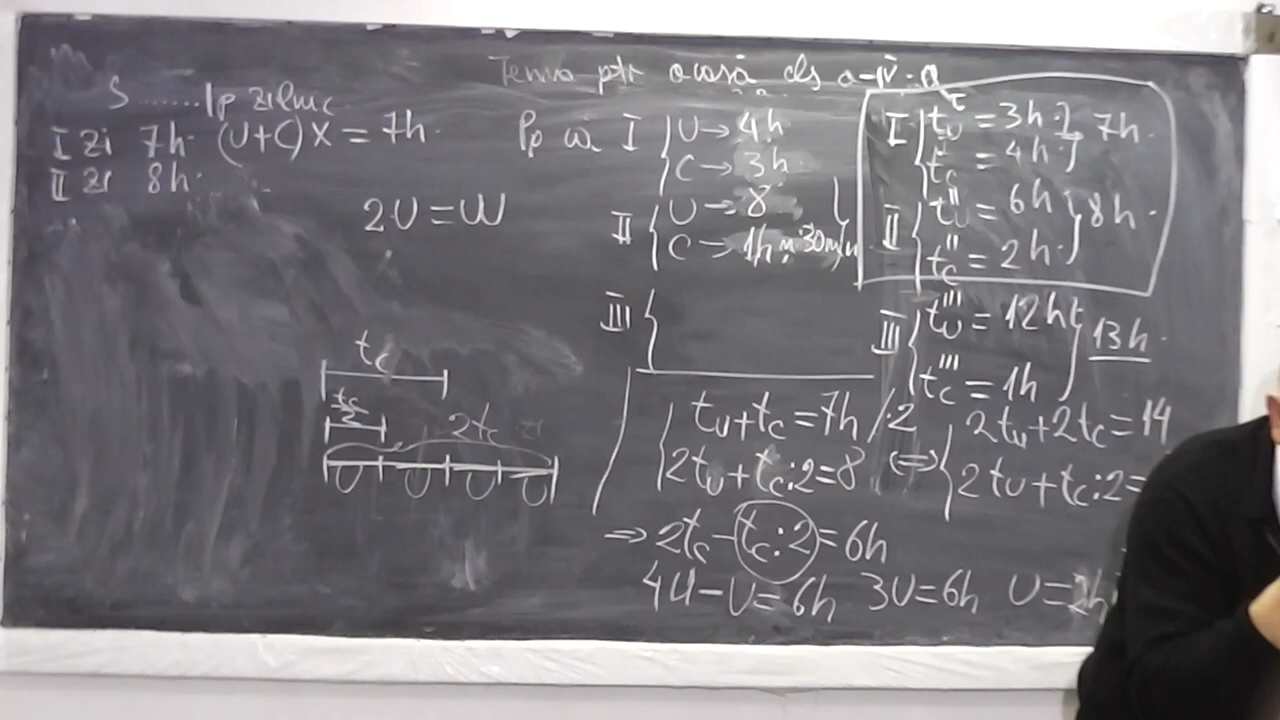 Tema ptr acasă cls a-IV-a
S ...... 1p zilnic
I zi 7h (U+C)X = 7h
II zi 8h
2U = W
Pp că I { U → 4h
C → 3h
II { U → 8
C → 1h și 30min
III {
I { t'U = 3h } 7h
t'C = 4h
II { t''U = 6h } 8h
t''C = 2h
III { t'''U = 12h } 13h
t'''C = 1h
tC
tC/2
2tC
U U U U
{ tU + tC = 7h /·2
2tU + tC:2 = 8
⇔ { 2tU + 2tC = 14
2tU + tC:2 =
⇒ 2tC - tC:2 = 6h
4U - U = 6h 3U = 6h U = 2h